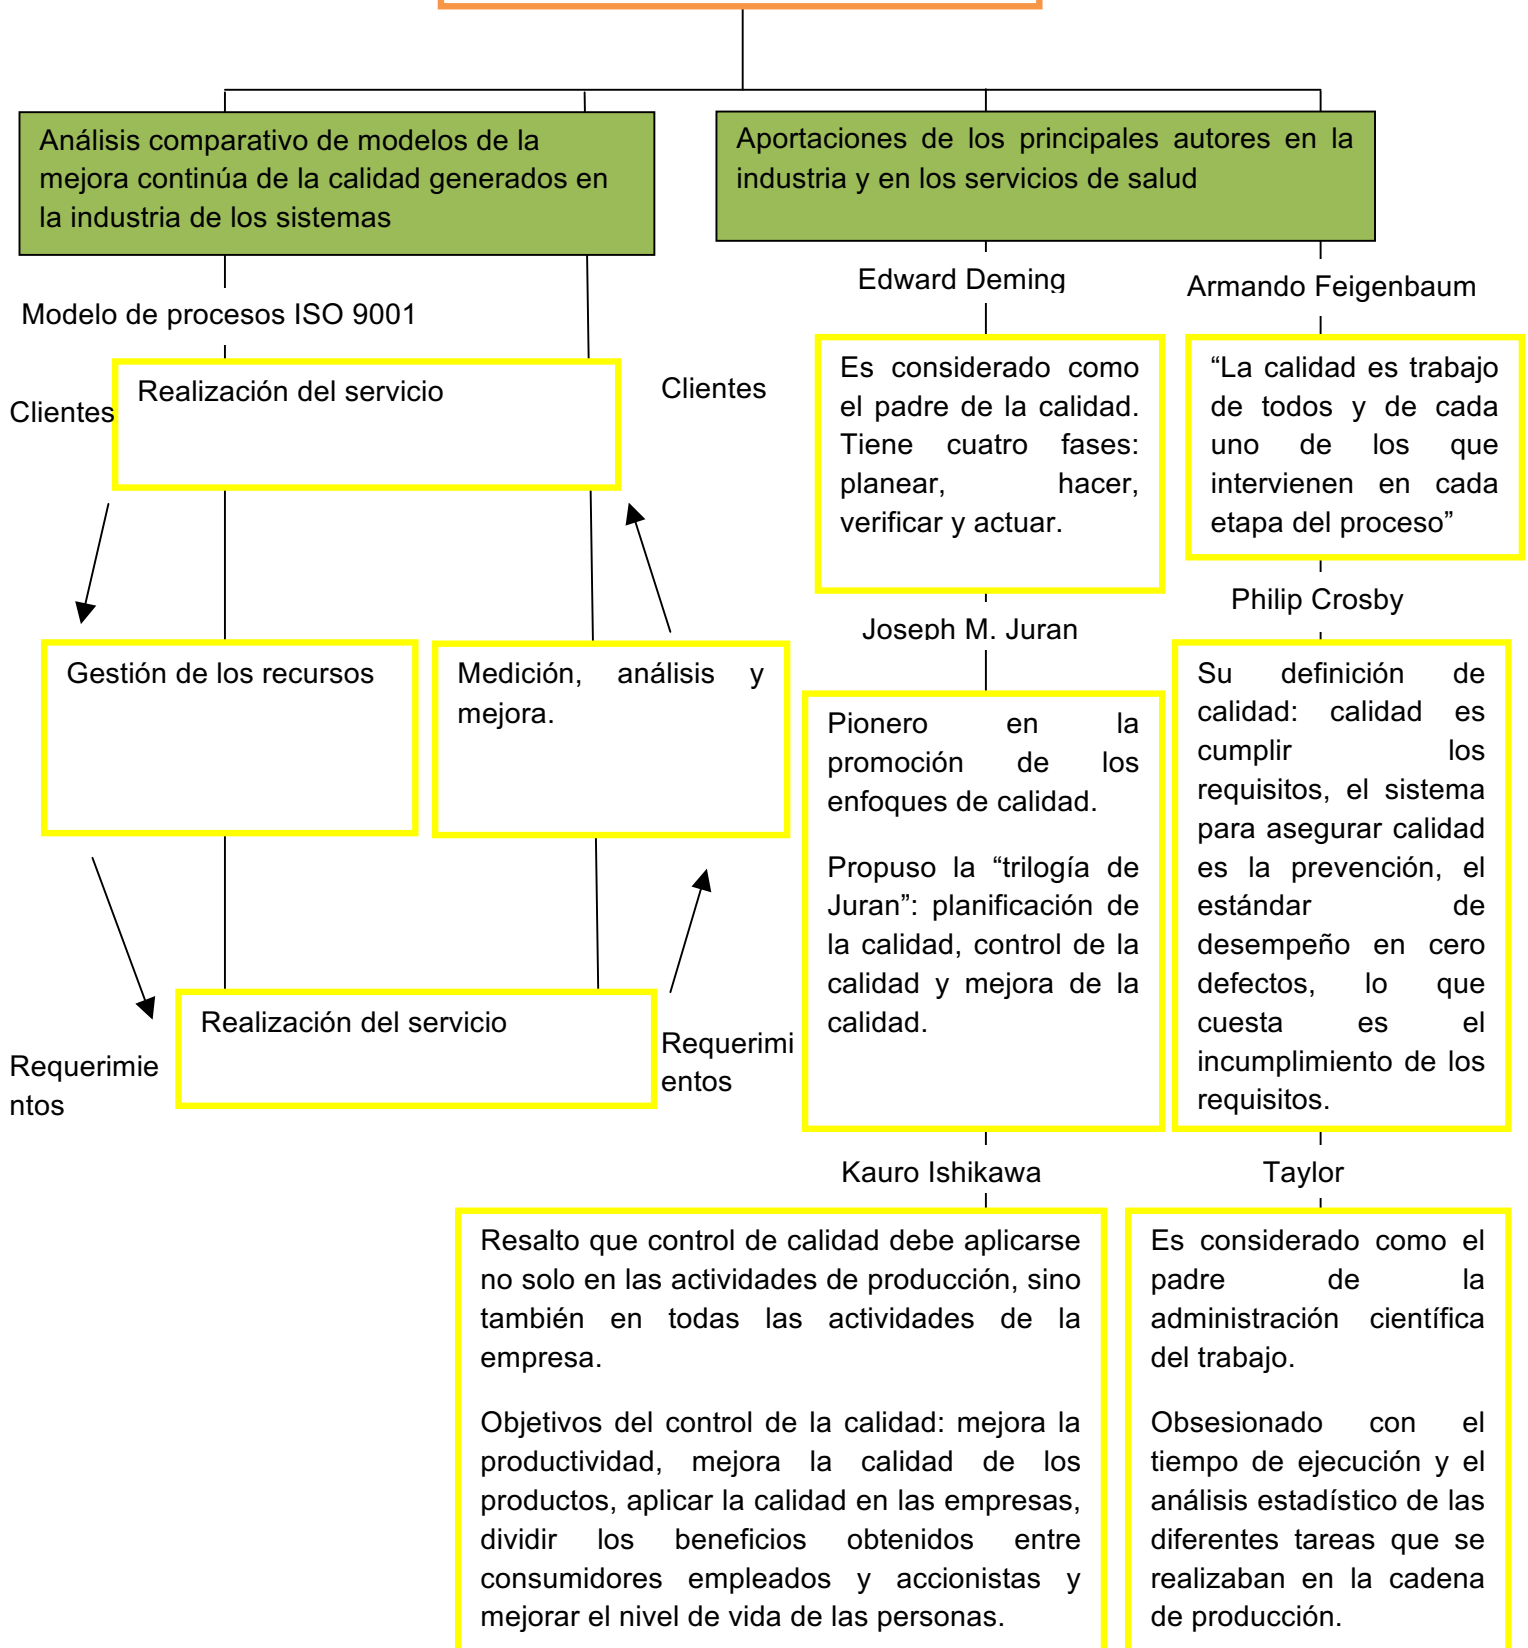 Análisis comparativo de modelos de la
mejora continúa de la calidad generados en
la industria de los sistemas
Aportaciones de los principales autores en la
industria y en los servicios de salud
Modelo de procesos ISO 9001
Clientes
Realización del servicio
Clientes
Gestión de los recursos
Medición, análisis y
mejora.
Realización del servicio
Requerimie
ntos
Requerimi
entos
Edward Deming
Es considerado como
el padre de la calidad.
Tiene cuatro fases:
planear, hacer,
verificar y actuar.
Joseph M. Juran
Pionero en la
promoción de los
enfoques de calidad.
Propuso la “trilogía de
Juran”: planificación de
la calidad, control de la
calidad y mejora de la
calidad.
Kauro Ishikawa
Resalto que control de calidad debe aplicarse
no solo en las actividades de producción, sino
también en todas las actividades de la
empresa.
Objetivos del control de la calidad: mejora la
productividad, mejora la calidad de los
productos, aplicar la calidad en las empresas,
dividir los beneficios obtenidos entre
consumidores empleados y accionistas y
mejorar el nivel de vida de las personas.
Armando Feigenbaum
“La calidad es trabajo
de todos y de cada
uno de los que
intervienen en cada
etapa del proceso”
Philip Crosby
Su definición de
calidad: calidad es
cumplir los
requisitos, el sistema
para asegurar calidad
es la prevención, el
estándar de
desempeño en cero
defectos, lo que
cuesta es el
incumplimiento de los
requisitos.
Taylor
Es considerado como el
padre de la
administración científica
del trabajo.
Obsesionado con el
tiempo de ejecución y el
análisis estadístico de las
diferentes tareas que se
realizaban en la cadena
de producción.